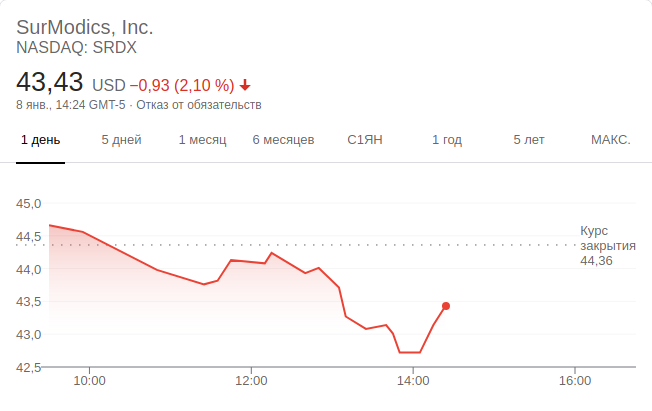 SurModics, Inc.
NASDAQ: SRDX
43,43 USD −0,93 (2,10 %)
8 янв., 14:24 GMT-5 · Отказ от обязательств
1 день 5 дней 1 месяц 6 месяцев С1ЯН 1 год 5 лет МАКС.
45,0
44,5
44,0
43,5
43,0
42,5
Курс
закрытия
44,36
10:00 12:00 14:00 16:00